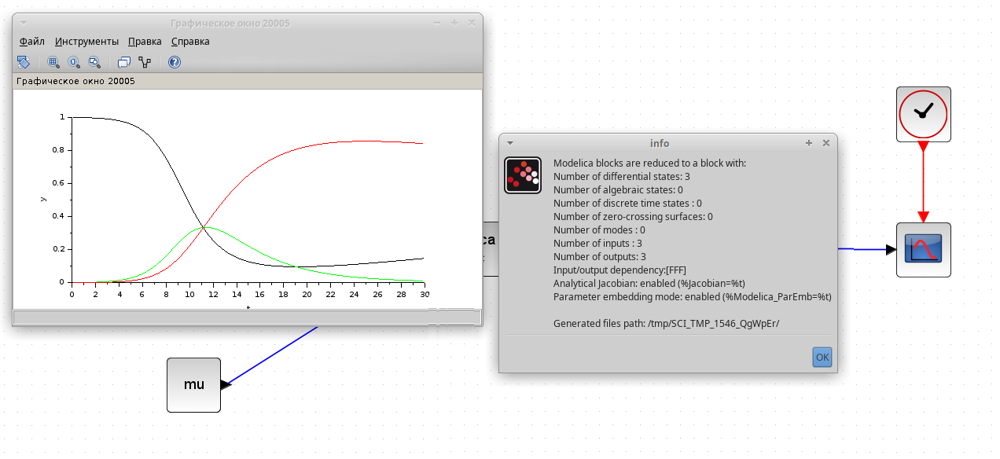 Графическое окно 20005
Файл Инструменты Правка Справка
Графическое окно 20005
1
0.8
0.6
0.4
0.2
0
y
0 2 4 6 8 10 12 14 16 18 20 22 24 26 28 30
t
info
Modelica blocks are reduced to a block with:
Number of differential states: 3
Number of algebraic states: 0
Number of discrete time states : 0
Number of zero-crossing surfaces: 0
Number of modes : 0
Number of inputs : 3
Number of outputs: 3
Input/output dependency:[FFF]
Analytical Jacobian: enabled (%Jacobian=%t)
Parameter embedding mode: enabled (%Modelica_ParEmb=%t)
Generated files path: /tmp/SCI_TMP_1546_QgWpEr/
OK
ca
mu